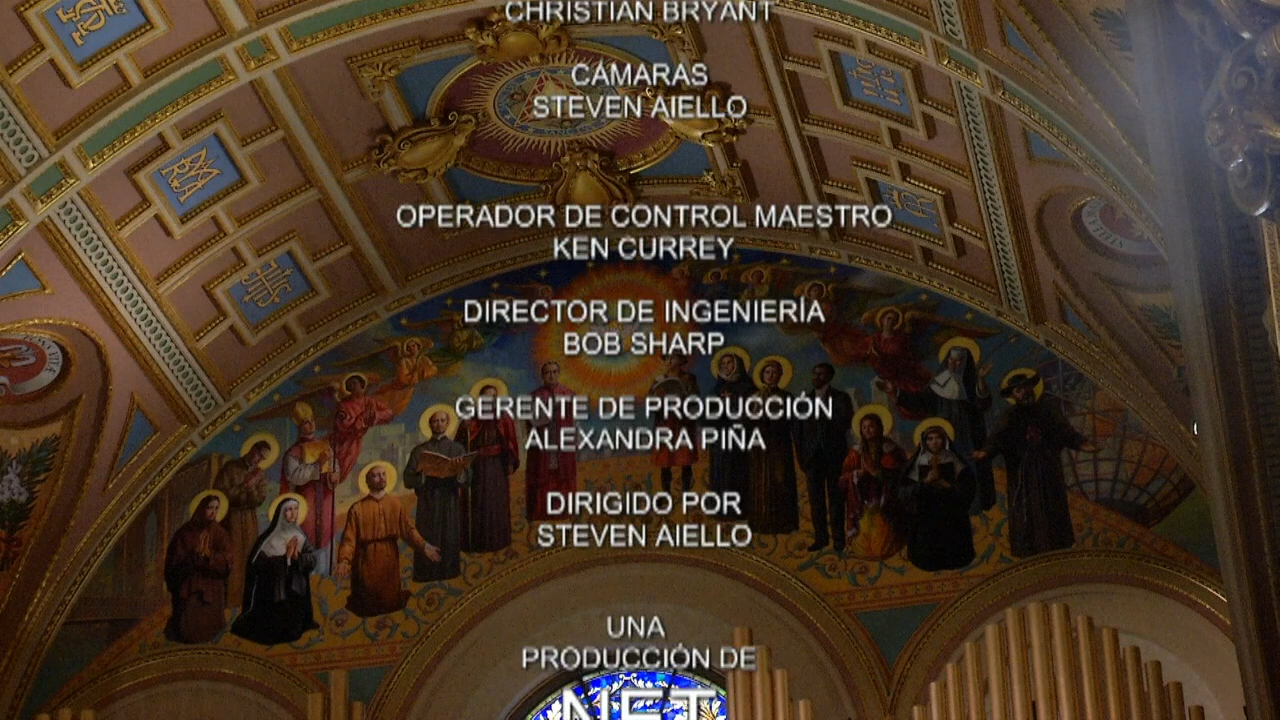 CHRISTIAN BRYANT
CÁMARAS
STEVEN AIELLO
OPERADOR DE CONTROL MAESTRO
KEN CURREY
DIRECTOR DE INGENIERÍA
BOB SHARP
GERENTE DE PRODUCCIÓN
ALEXANDRA PIÑA
DIRIGIDO POR
STEVEN AIELLO
UNA
PRODUCCIÓN DE
NET